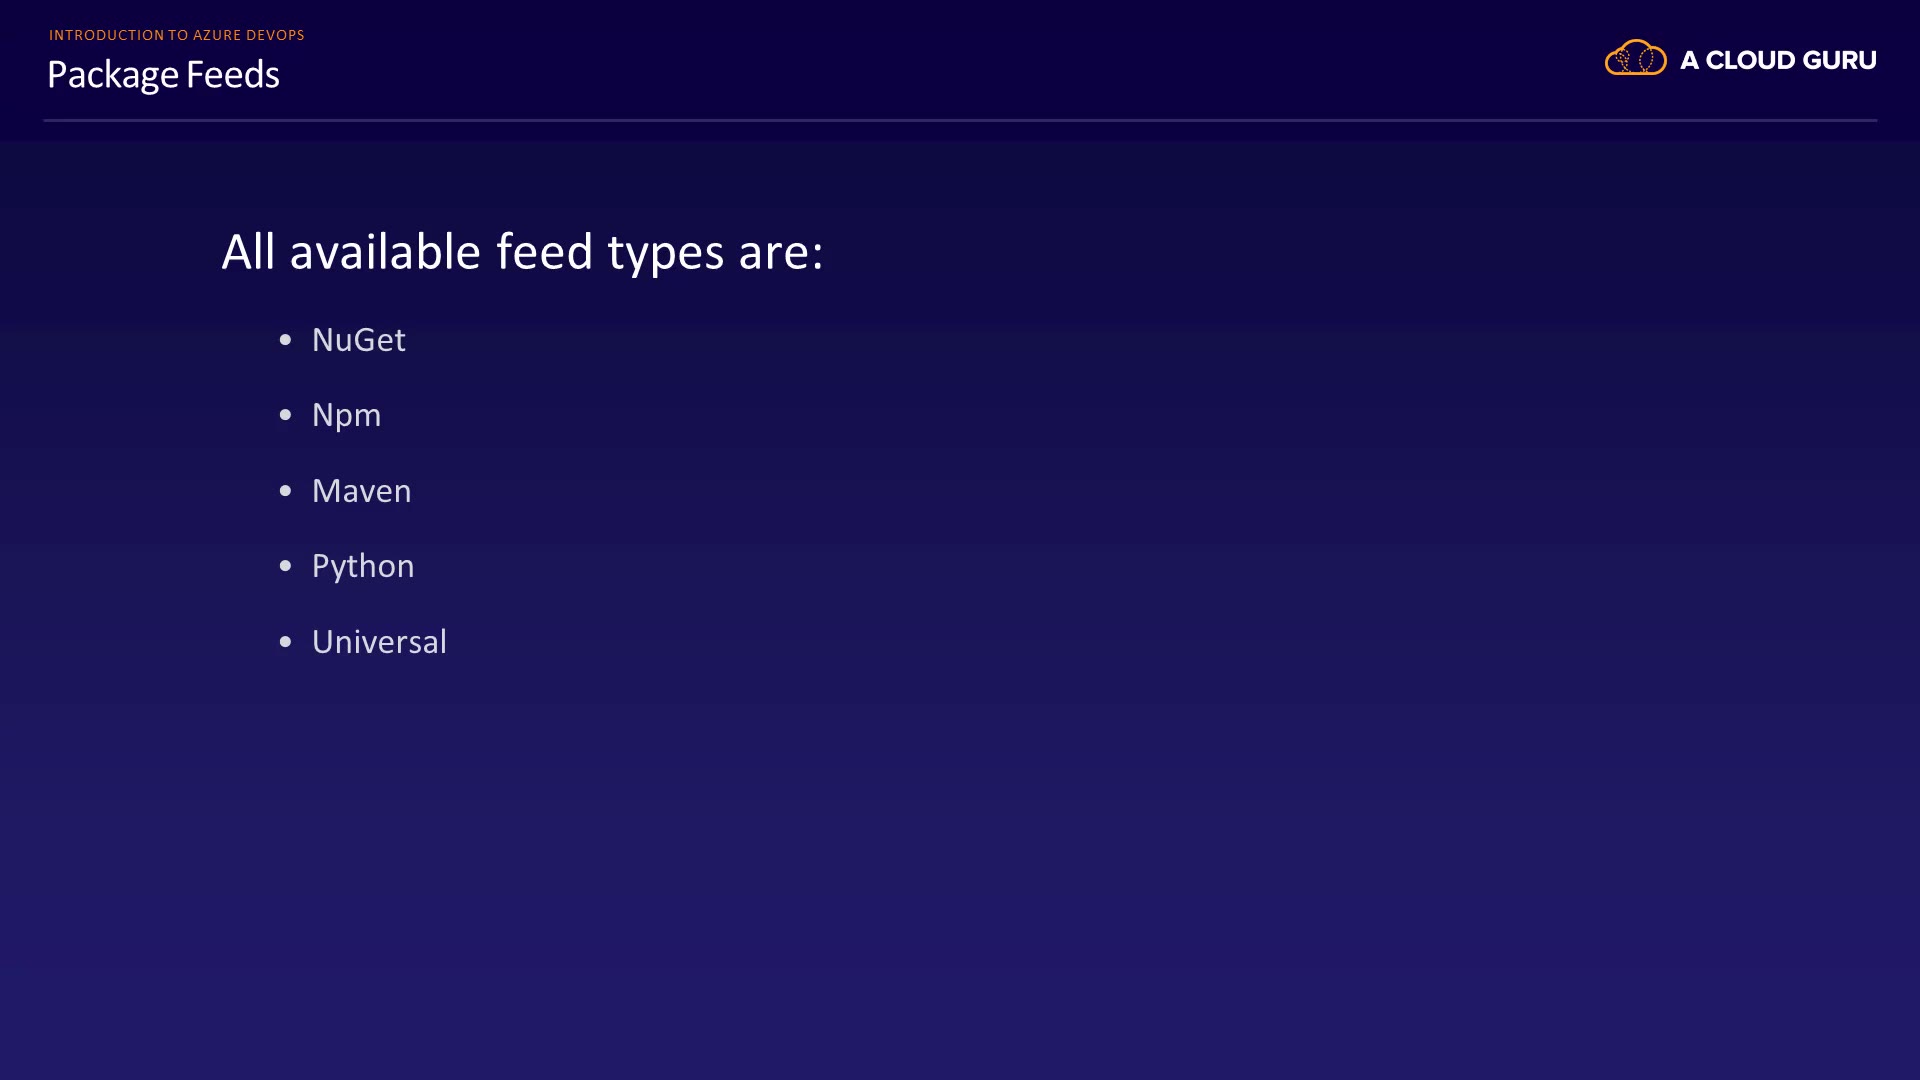 INTRODUCTION TO AZURE DEVOPS
Package Feeds
A CLOUD GURU
All available feed types are:
• NuGet
• Npm
• Maven
• Python
• Universal